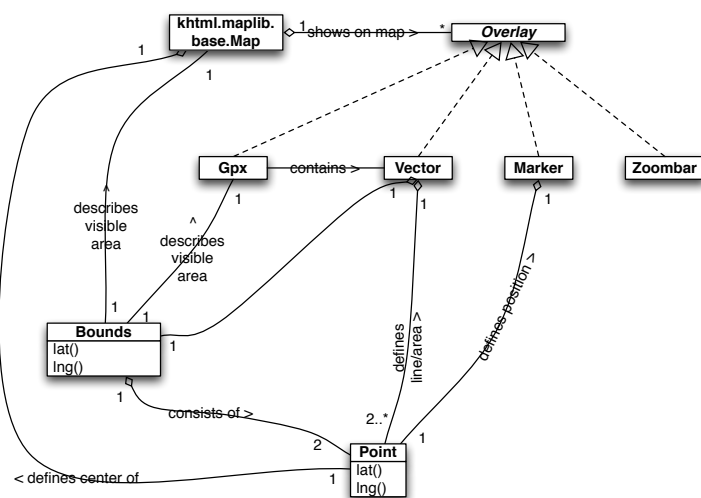 khtml.maplib.
base.Map
1
shows on map >
*
Overlay
1
1
Gpx
contains >
Vector
Marker
Zoombar
1
1
1
1
^
describes
visible
area
^
describes
visible
area
1
1
Bounds
lat()
lng()
1
defines
line/area >
defines position >
1
consists of >
2..*
2
1
Point
lat()
lng()
< defines center of
1